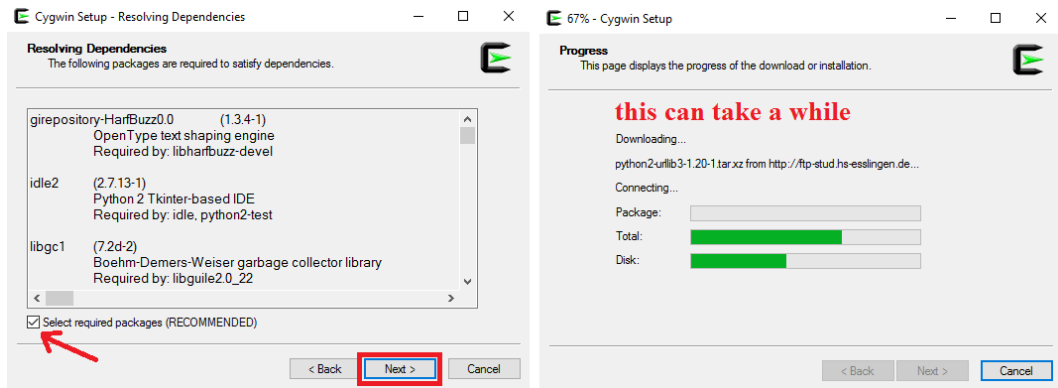 Cygwin Setup - Resolving Dependencies
Resolving Dependencies
The following packages are required to satisfy dependencies.
girepository-HarfBuzz0.0 (1.3.4-1)
OpenType text shaping engine
Required by: libharfbuzz-devel
idle2 (2.7.13-1)
Python 2 Tkinter-based IDE
Required by: idle, python2-test
libgc1 (7.2d-2)
Boehm-Demers-Weiser garbage collector library
Required by: libguile2.0_22
Select required packages (RECOMMENDED)
< Back Next > Cancel
67% - Cygwin Setup
Progress
This page displays the progress of the download or installation.
this can take a while
Downloading...
python2-urllib3-1.20-1.tar.xz from http://ftp-stud.hs-esslingen.de...
Connecting...
Package:
Total:
Disk:
< Back Next > Cancel